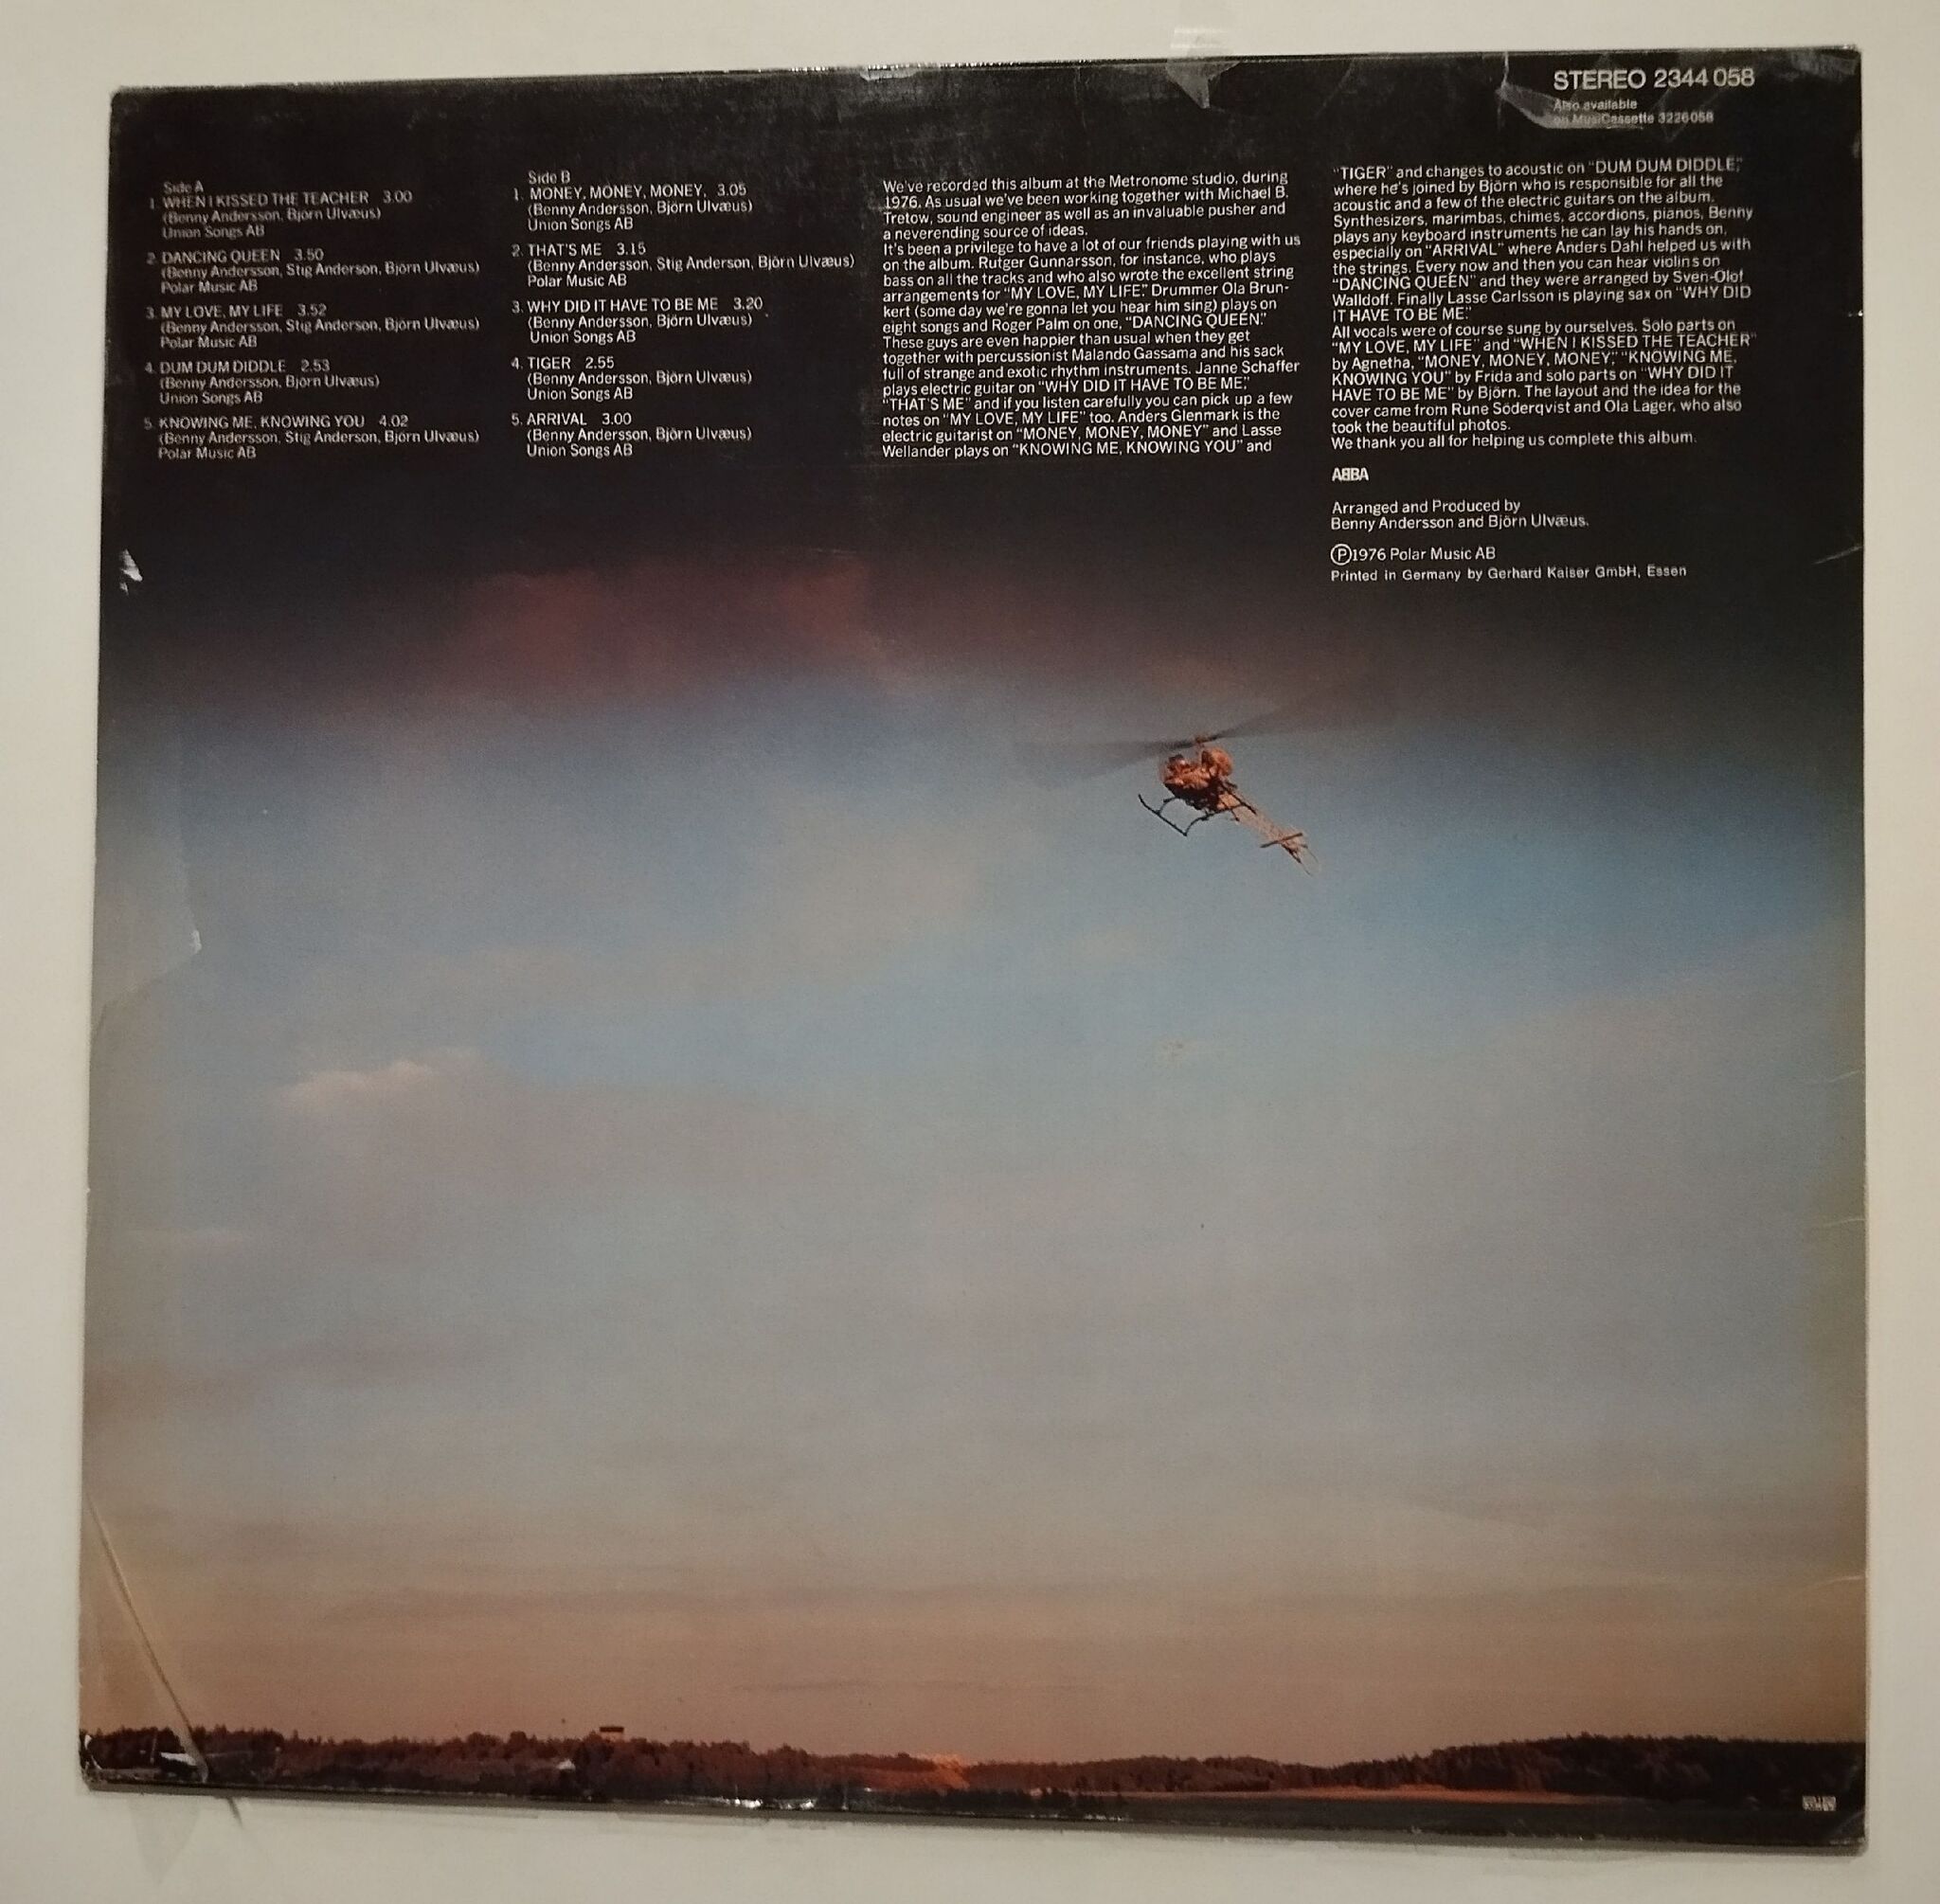 STEREO 2344 058
Also available
on MusiCassette 3226058
Side A
1. WHEN I KISSED THE TEACHER 3.00
(Benny Andersson, Björn Ulvæus)
Union Songs AB
2. DANCING QUEEN 3.50
(Benny Andersson, Stig Anderson, Björn Ulvæus)
Polar Music AB
3. MY LOVE, MY LIFE 3.52
(Benny Andersson, Stig Anderson, Björn Ulvæus)
Polar Music AB
4. DUM DUM DIDDLE 2.53
(Benny Andersson, Björn Ulvæus)
Union Songs AB
5. KNOWING ME, KNOWING YOU 4.02
(Benny Andersson, Stig Anderson, Björn Ulvæus)
Polar Music AB
Side B
1. MONEY, MONEY, MONEY, 3.05
(Benny Andersson, Björn Ulvæus)
Union Songs AB
2. THAT'S ME 3.15
(Benny Andersson, Stig Anderson, Björn Ulvæus)
Polar Music AB
3. WHY DID IT HAVE TO BE ME 3.20
(Benny Andersson, Björn Ulvæus)
Union Songs AB
4. TIGER 2.55
(Benny Andersson, Björn Ulvæus)
Union Songs AB
5. ARRIVAL 3.00
(Benny Andersson, Björn Ulvæus)
Union Songs AB
We've recorded this album at the Metronome studio, during
1976. As usual we've been working together with Michael B.
Tretow, sound engineer as well as an invaluable pusher and
a neverending source of ideas.
It's been a privilege to have a lot of our friends playing with us
on the album. Rutger Gunnarsson, for instance, who plays
bass on all the tracks and who also wrote the excellent string
arrangements for "MY LOVE, MY LIFE." Drummer Ola Brun-
kert (some day we're gonna let you hear him sing) plays on
eight songs and Roger Palm on one, "DANCING QUEEN."
These guys are even happier than usual when they get
together with percussionist Malando Gassama and his sack
full of strange and exotic rhythm instruments. Janne Schaffer
plays electric guitar on "WHY DID IT HAVE TO BE ME,"
"THAT'S ME" and if you listen carefully you can pick up a few
notes on "MY LOVE, MY LIFE" too. Anders Glenmark is the
electric guitarist on "MONEY, MONEY, MONEY" and Lasse
Wellander plays on "KNOWING ME, KNOWING YOU" and
"TIGER" and changes to acoustic on "DUM DUM DIDDLE,"
where he's joined by Björn who is responsible for all the
acoustic and a few of the electric guitars on the album.
Synthesizers, marimbas, chimes, accordions, pianos, Benny
plays any keyboard instruments he can lay his hands on,
especially on "ARRIVAL" where Anders Dahl helped us with
the strings. Every now and then you can hear violins on
"DANCING QUEEN" and they were arranged by Sven-Olof
Walldoff. Finally Lasse Carlsson is playing sax on "WHY DID
IT HAVE TO BE ME."
All vocals were of course sung by ourselves. Solo parts on
"MY LOVE, MY LIFE" and "WHEN I KISSED THE TEACHER"
by Agnetha, "MONEY, MONEY, MONEY," "KNOWING ME,
KNOWING YOU" by Frida and solo parts on "WHY DID IT
HAVE TO BE ME" by Björn. The layout and the idea for the
cover came from Rune Söderqvist and Ola Lager, who also
took the beautiful photos.
We thank you all for helping us complete this album.
ABBA
Arranged and Produced by
Benny Andersson and Björn Ulvæus.
Ⓟ1976 Polar Music AB
Printed in Germany by Gerhard Kaiser GmbH, Essen